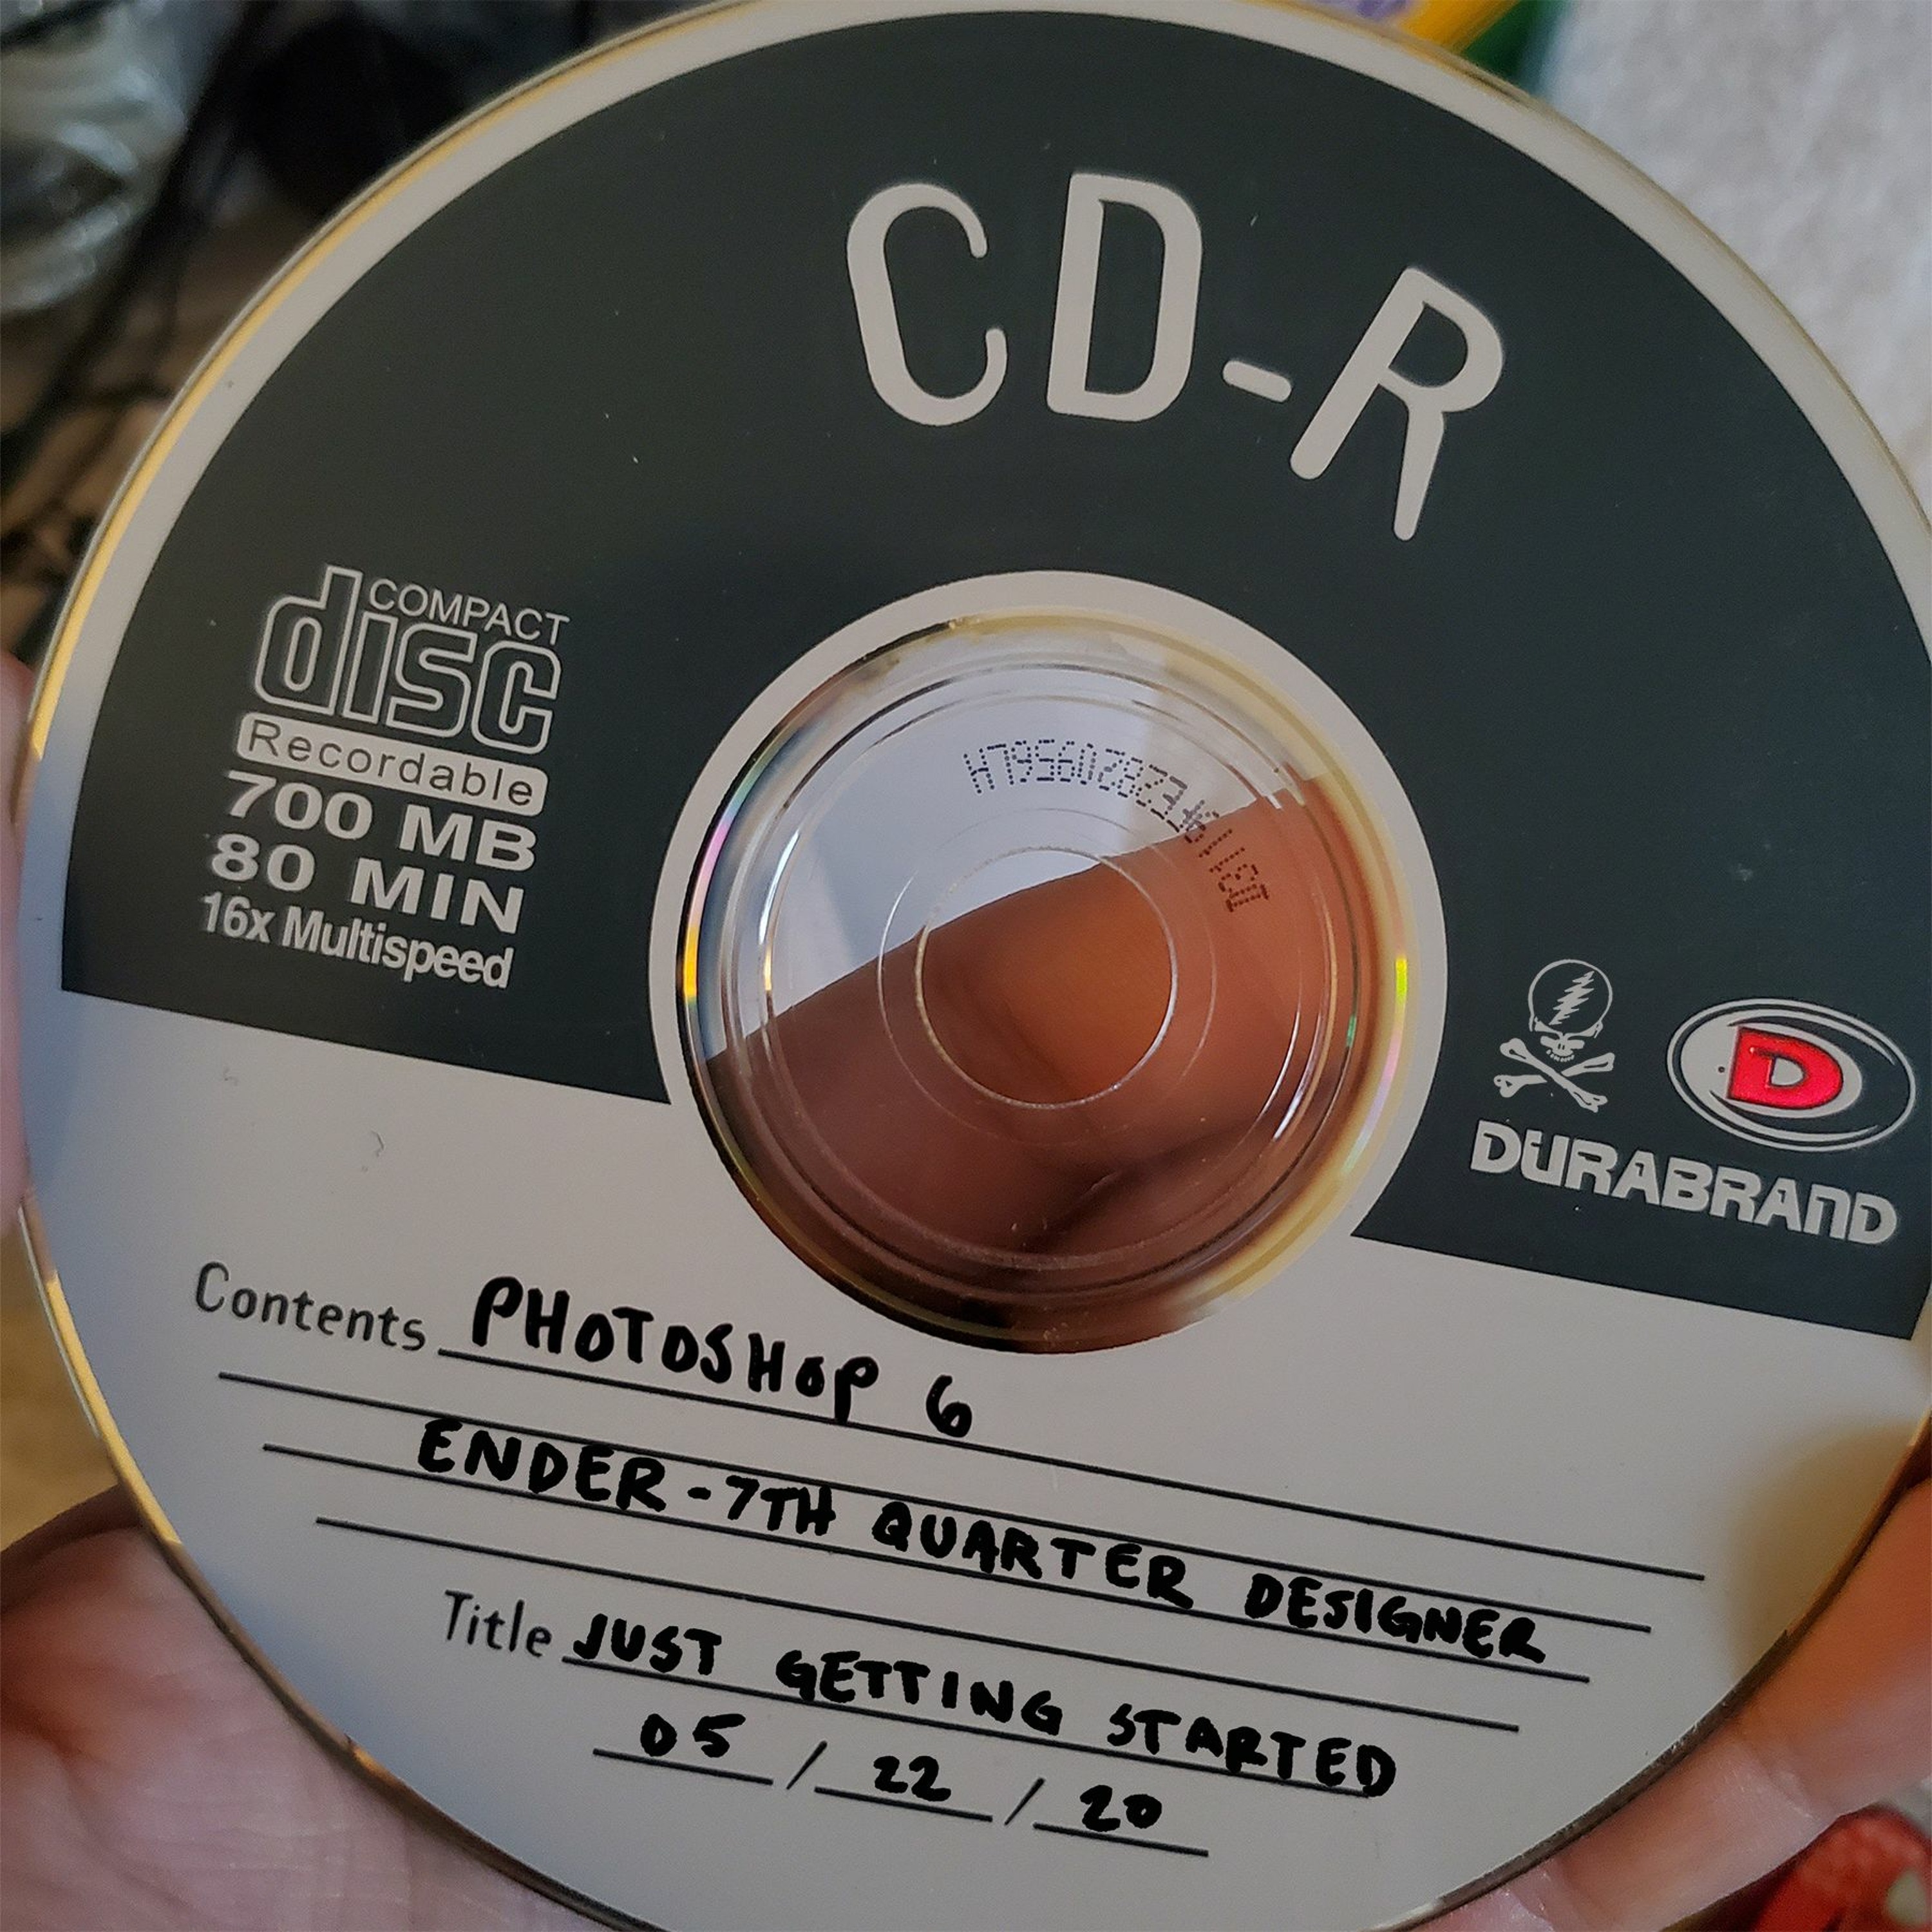 CD-R
COMPACT
disc
Recordable
700 MB
80 MIN
16x Multispeed
D
DURABRAND
Contents PHOTOSHOP 6
ENDER-7TH QUARTER DESIGNER
Title JUST GETTING STARTED
05 / 22 / 20